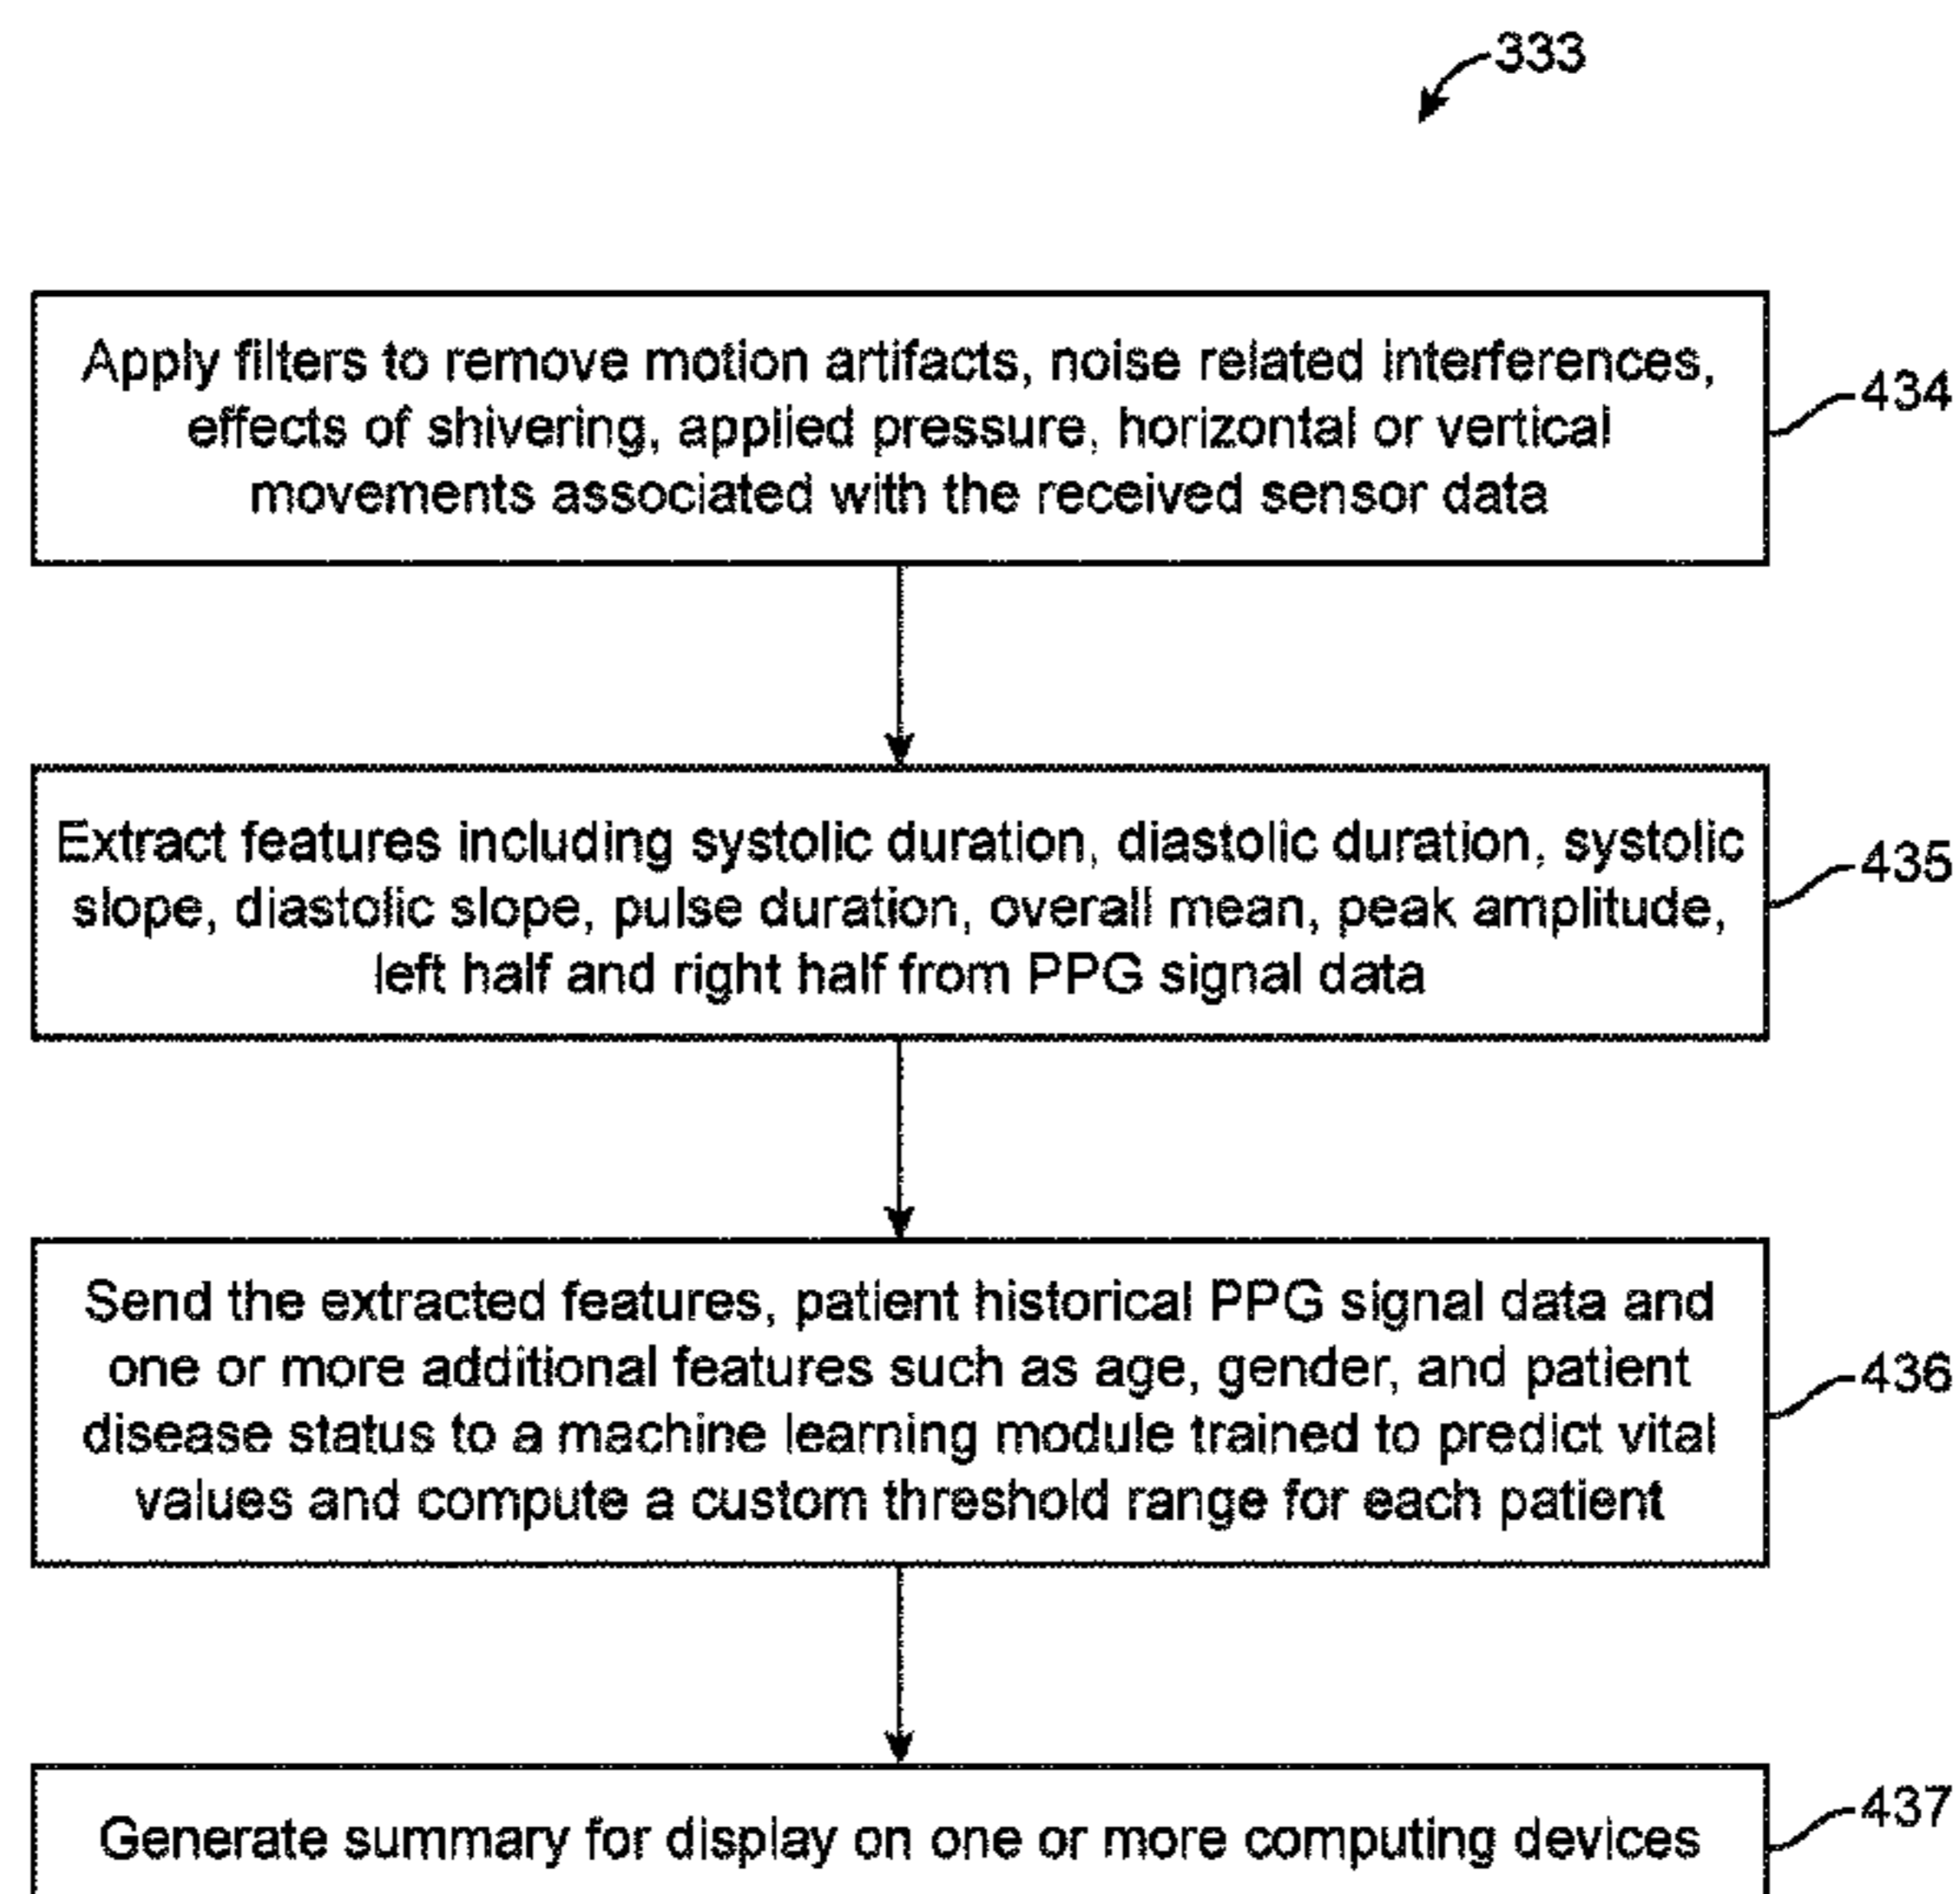 333
Apply filters to remove motion artifacts, noise related interferences,
effects of shivering, applied pressure, horizontal or vertical
movements associated with the received sensor data
434
Extract features including systolic duration, diastolic duration, systolic
slope, diastolic slope, pulse duration, overall mean, peak amplitude,
left half and right half from PPG signal data
435
Send the extracted features, patient historical PPG signal data and
one or more additional features such as age, gender, and patient
disease status to a machine learning module trained to predict vital
values and compute a custom threshold range for each patient
436
Generate summary for display on one or more computing devices
437